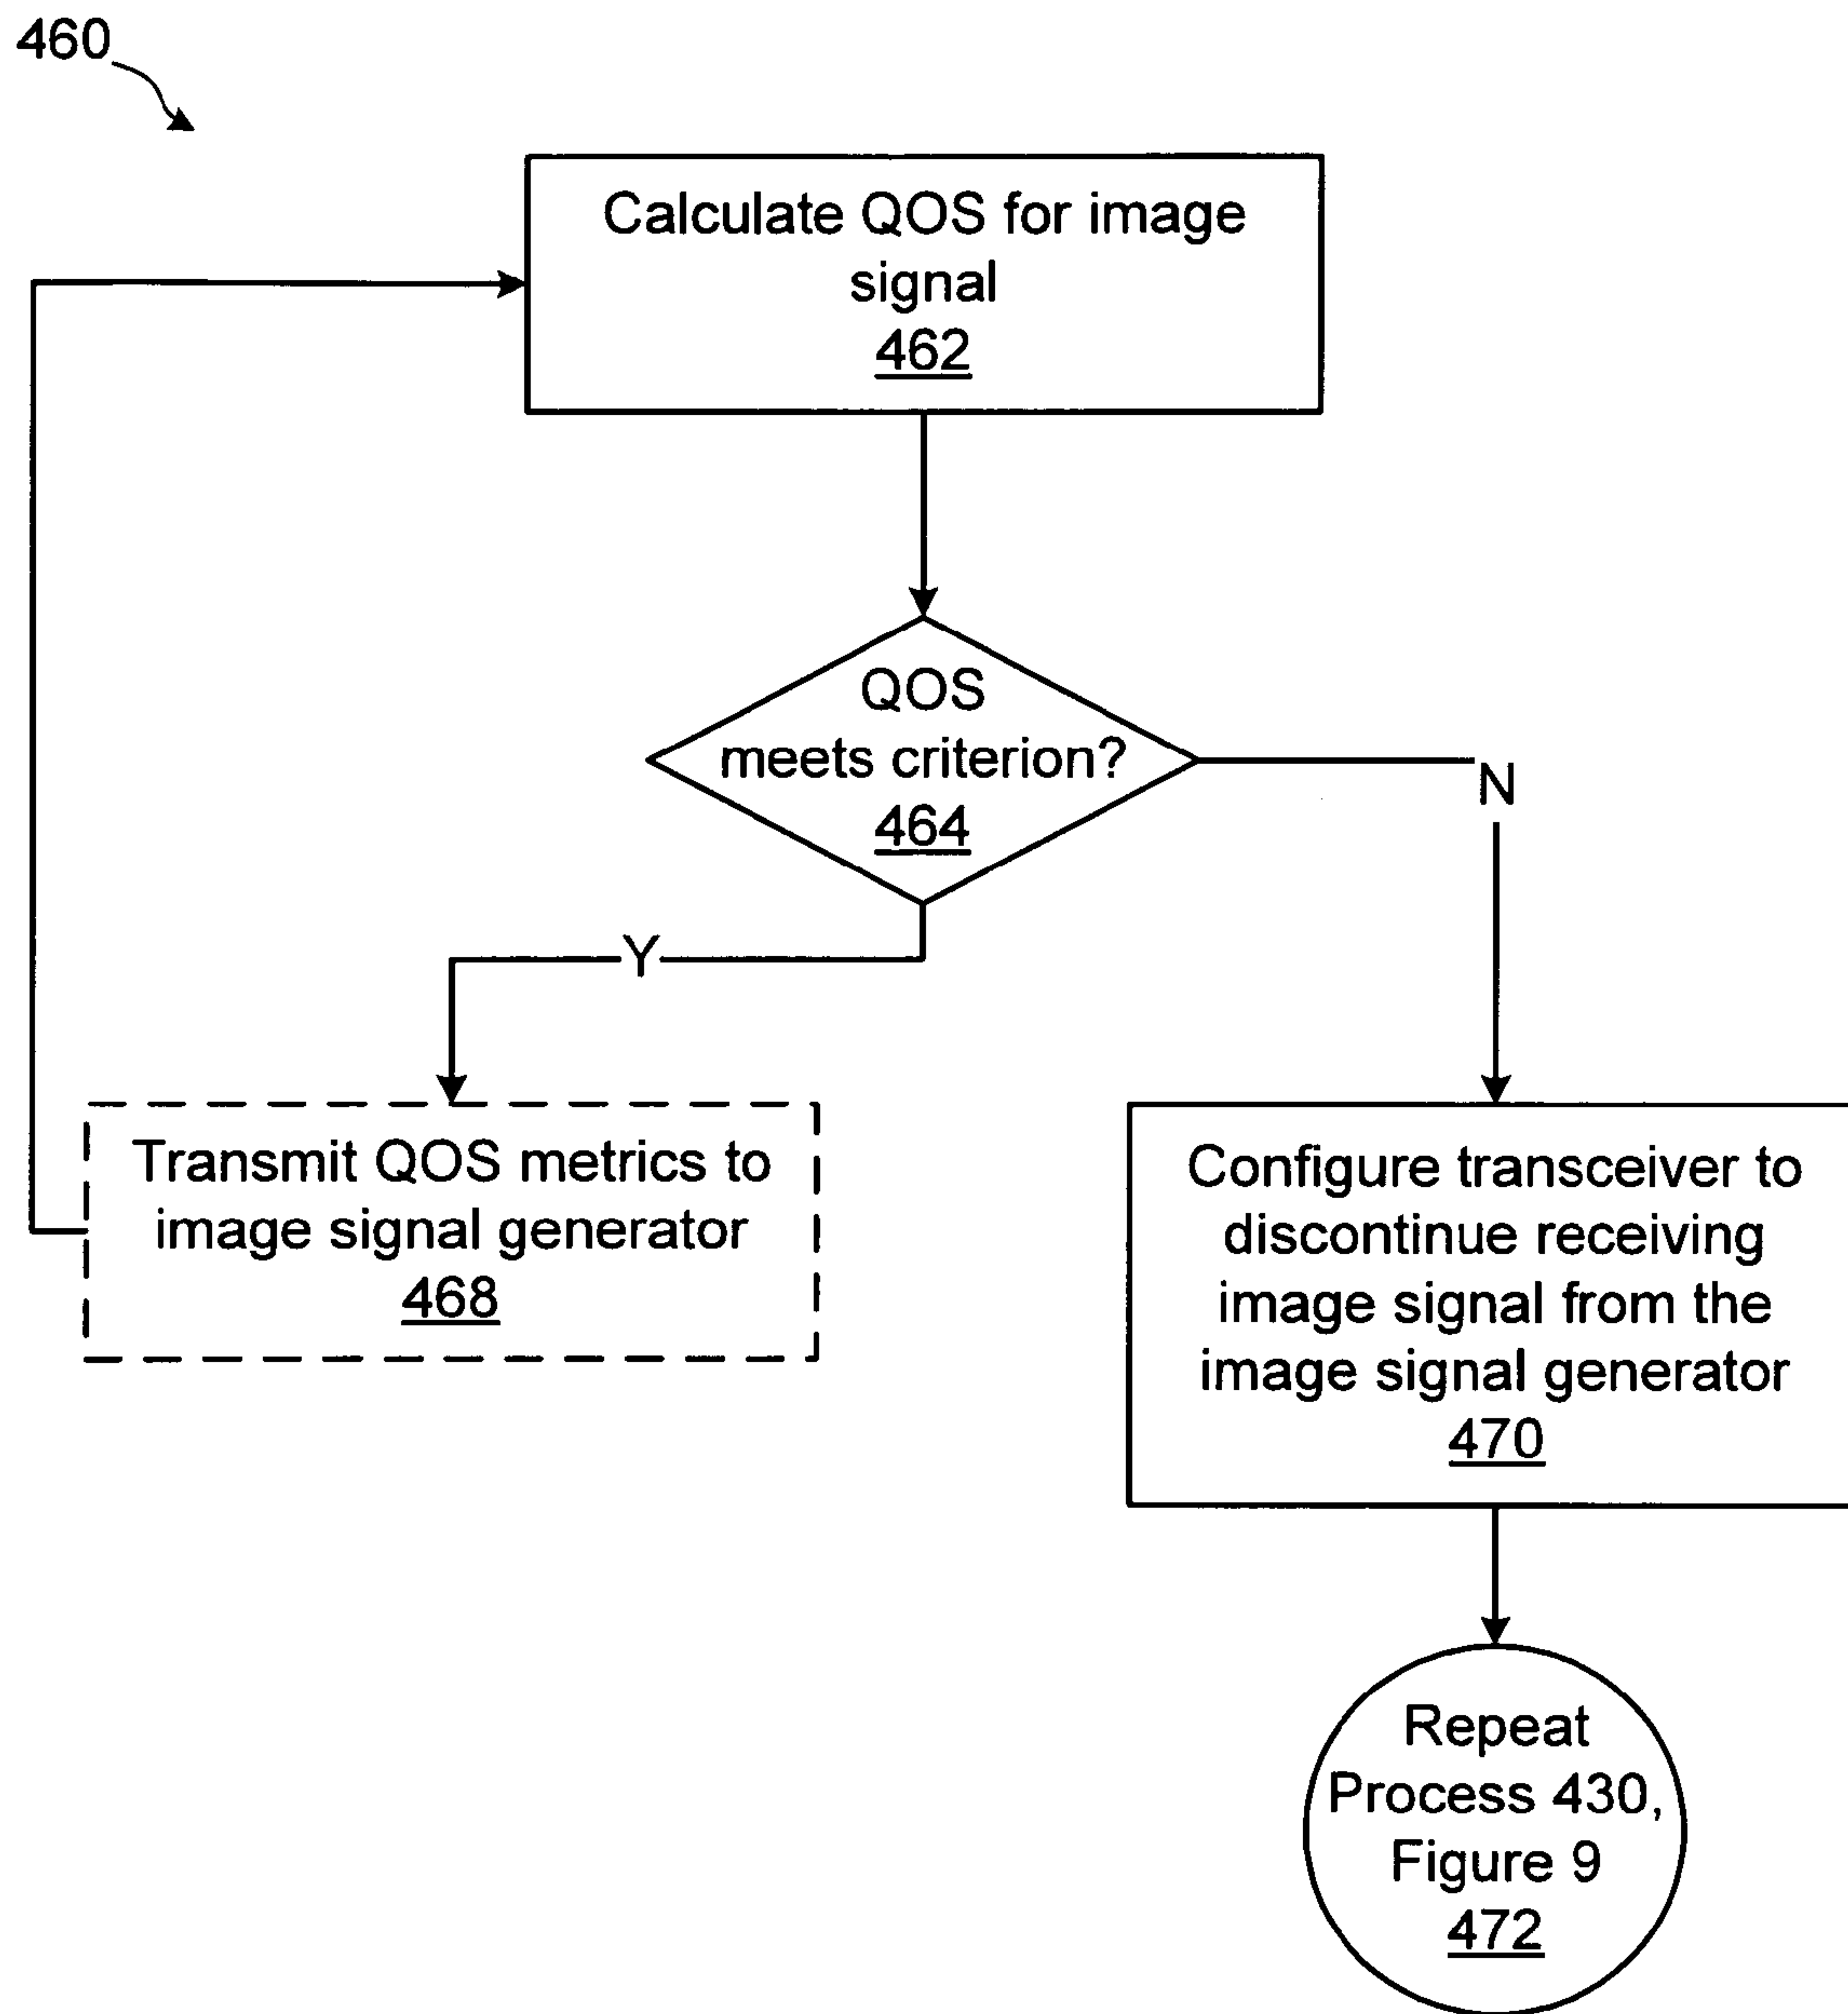 460
Calculate QOS for image
signal
462
QOS
meets criterion?
464
N
Y
Transmit QOS metrics to
image signal generator
468
Configure transceiver to
discontinue receiving
image signal from the
image signal generator
470
Repeat
Process 430,
Figure 9
472